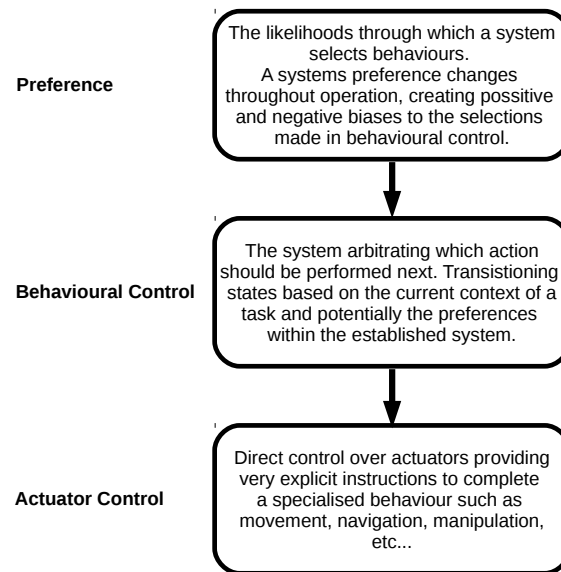 The likelihoods through which a system
selects behaviours.
A systems preference changes
throughout operation, creating possitive
and negative biases to the selections
made in behavioural control.
Preference
The system arbitrating which action
should be performed next. Transistioning
states based on the current context of a
task and potentially the preferences
within the established system.
Behavioural Control
Direct control over actuators providing
very explicit instructions to complete
a specialised behaviour such as
movement, navigation, manipulation,
etc...
Actuator Control